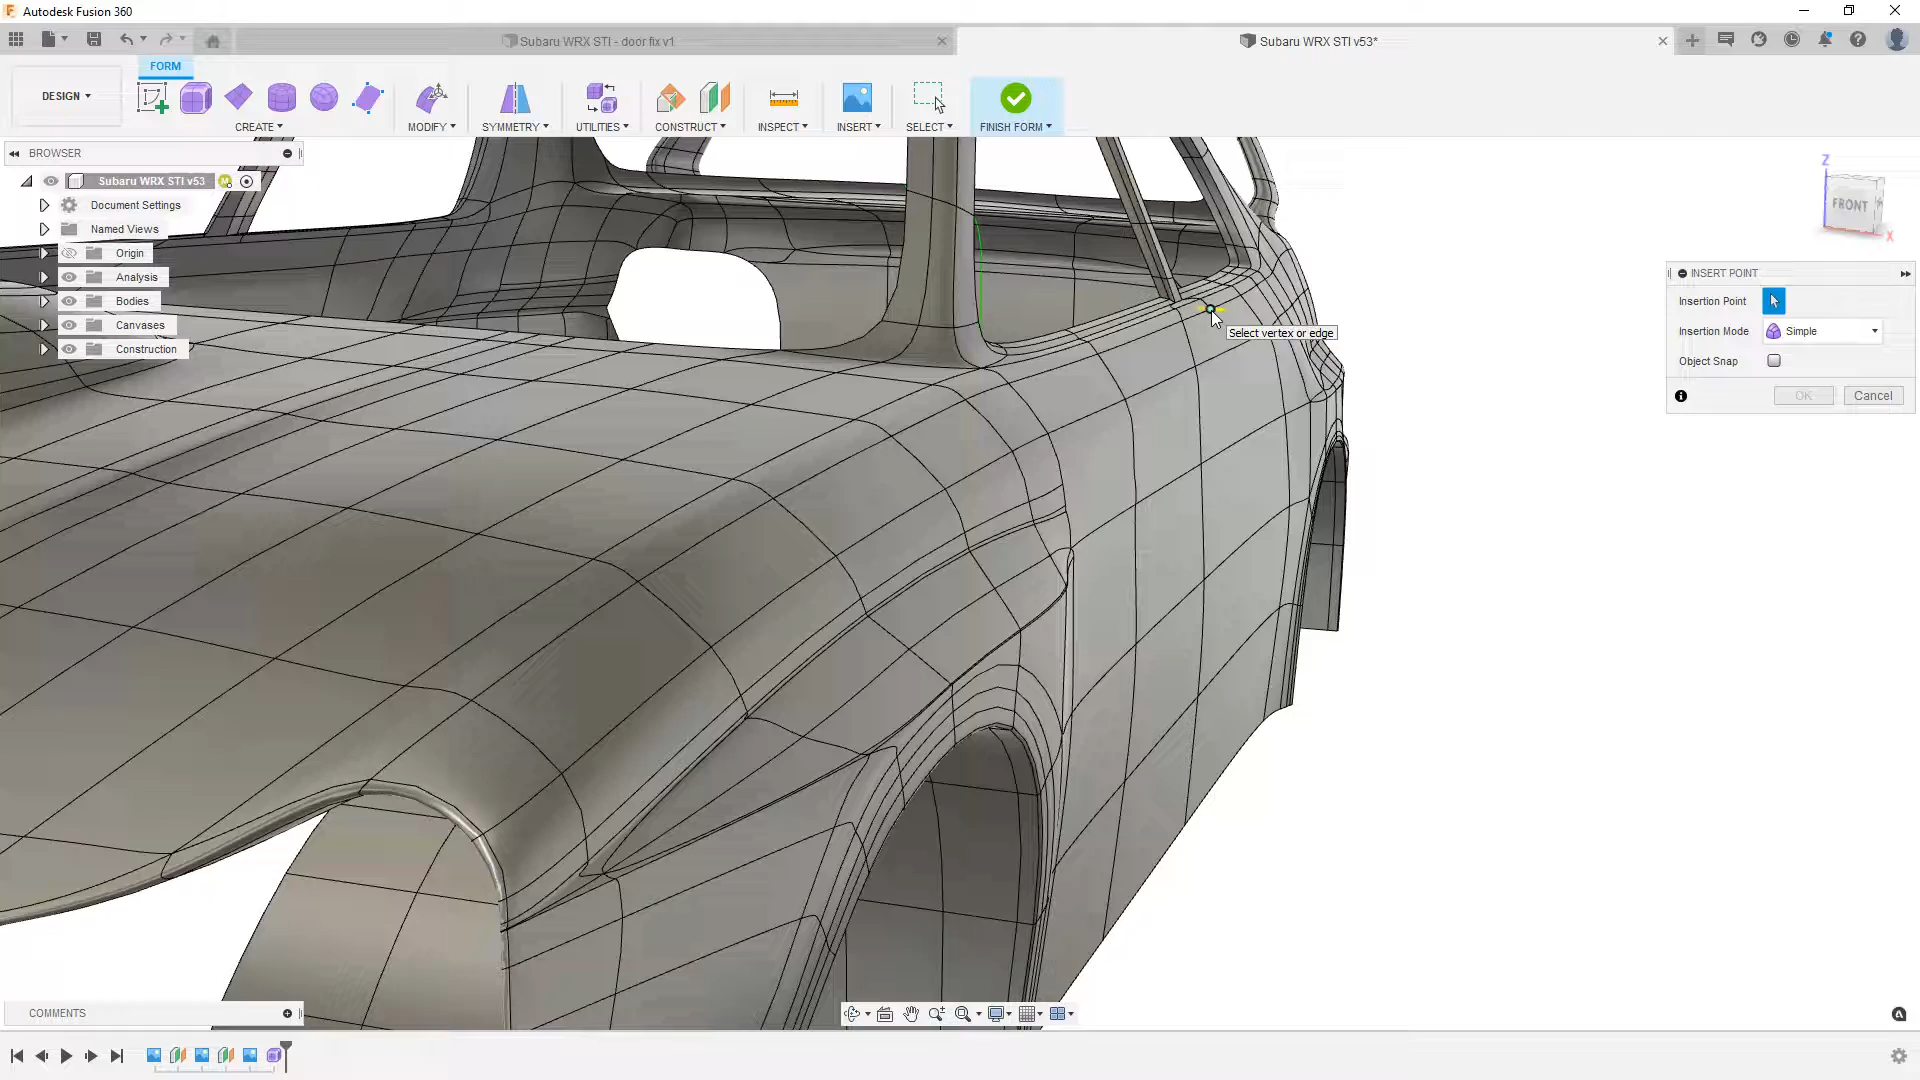 Autodesk Fusion 360
Subaru WRX STI - door fix v1
Subaru WRX STI v53*
FORM
DESIGN
CREATE
MODIFY
SYMMETRY
UTILITIES
CONSTRUCT
INSPECT
INSERT
SELECT
FINISH FORM
BROWSER
Subaru WRX STI v53
Document Settings
Named Views
Origin
Analysis
Bodies
Canvases
Construction
Select vertex or edge
Z
FRONT
X
INSERT POINT
Insertion Point
Insertion Mode
Simple
Object Snap
OK
Cancel
COMMENTS